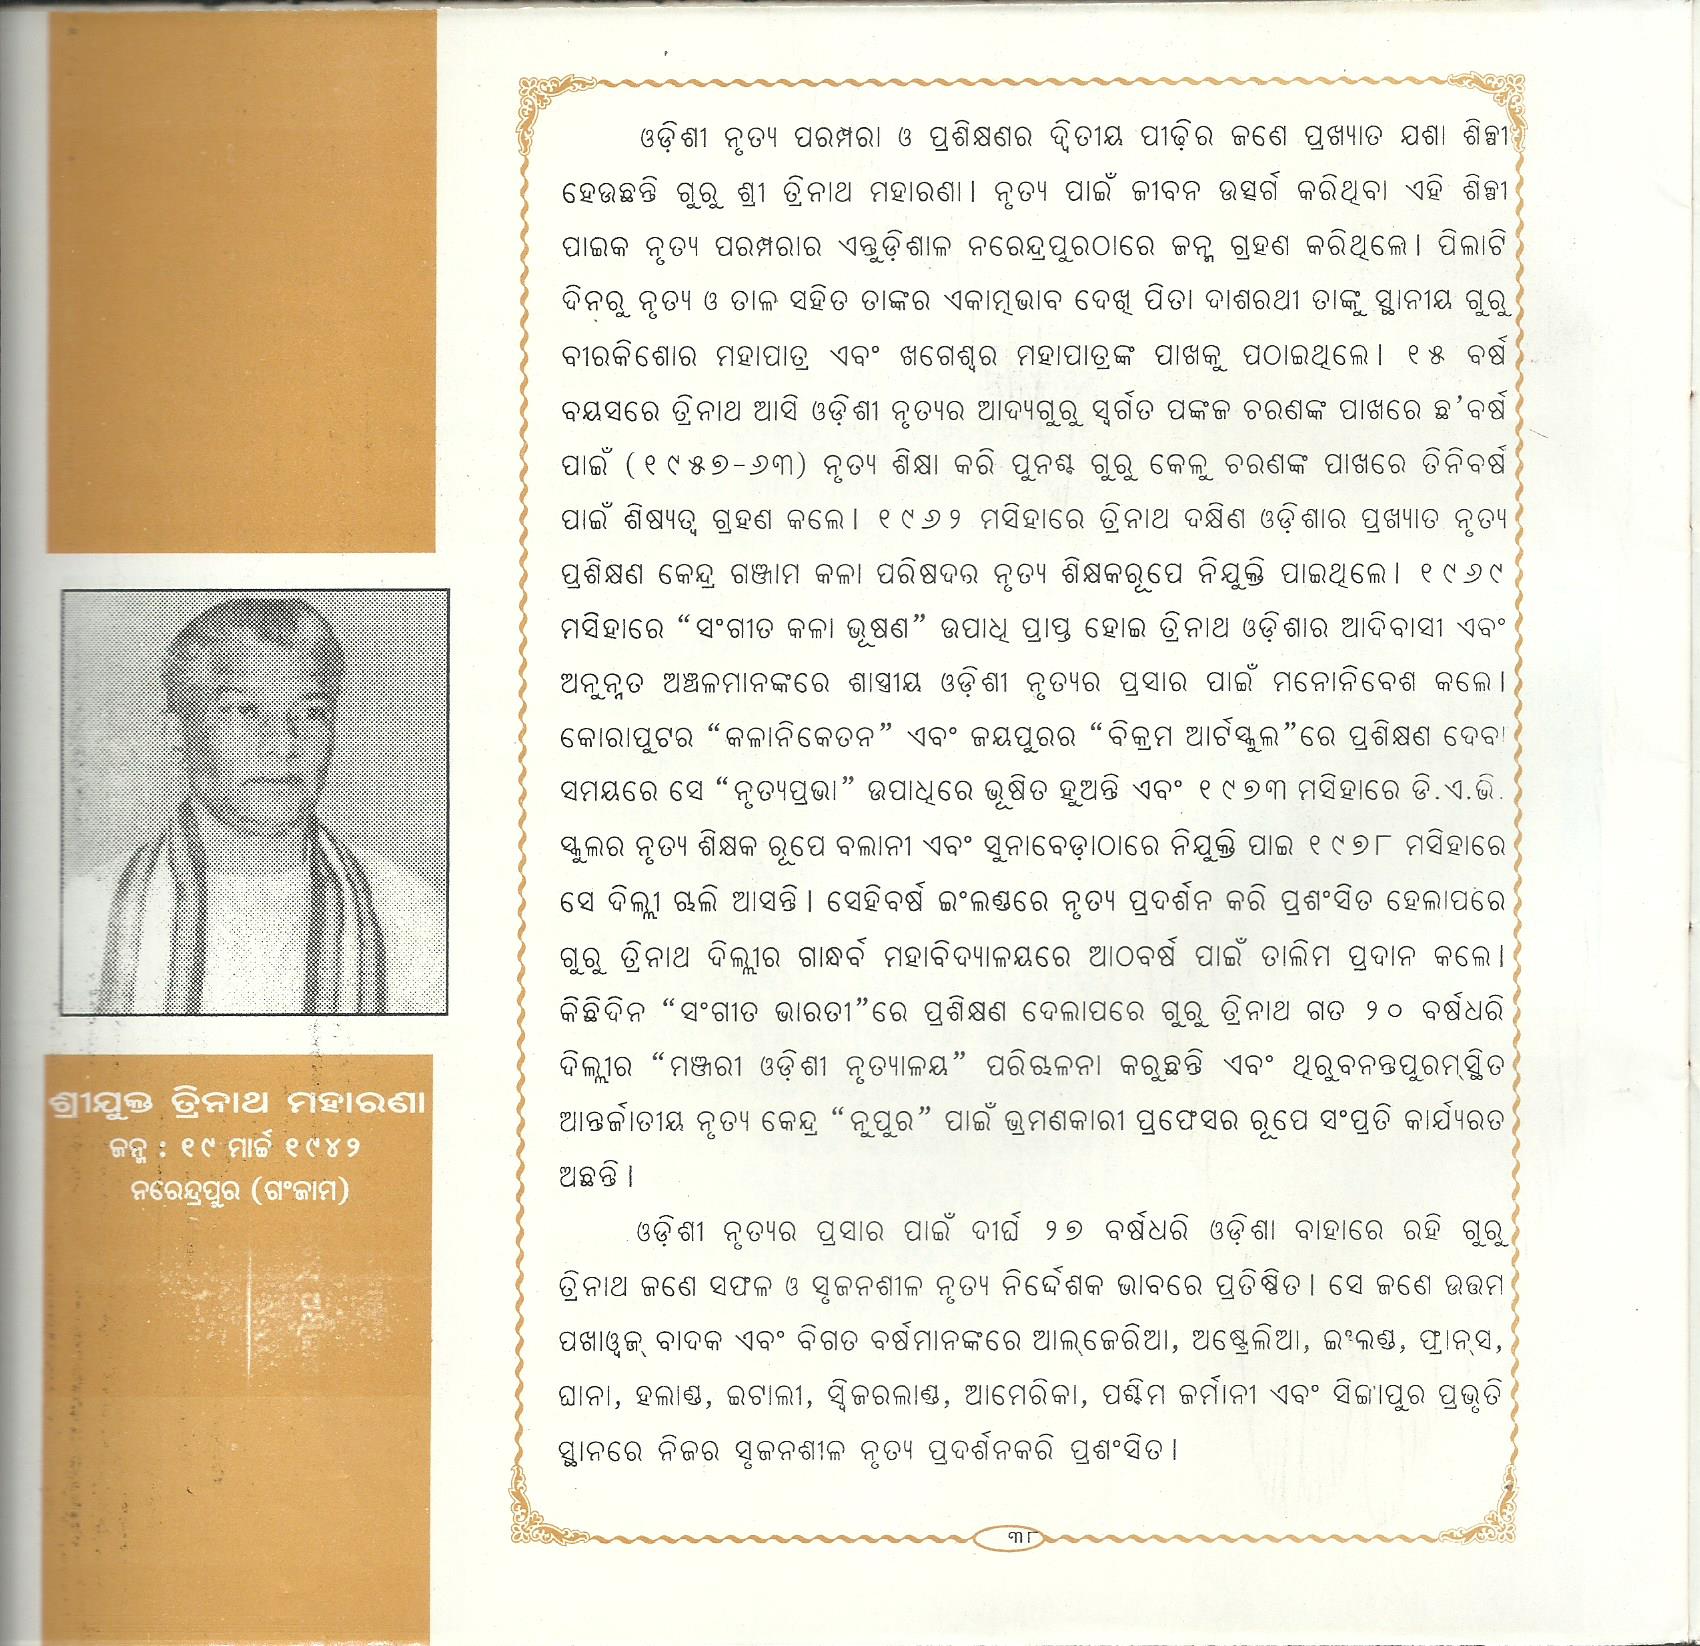 ଓଡ଼ିଶୀ ନୃତ୍ୟ ପରମ୍ପରା ଓ ପ୍ରଶିକ୍ଷଣର ଦ୍ୱିତୀୟ ପୀଢ଼ିର ଜଣେ ପ୍ରଖ୍ୟାତ ଯଶା ଶିଳ୍ପୀ
ହେଉଛନ୍ତି ଗୁରୁ ଶ୍ରୀ ତ୍ରିନାଥ ମହାରଣା। ନୃତ୍ୟ ପାଇଁ ଜୀବନ ଉତ୍ସର୍ଗ କରିଥିବା ଏହି ଶିଳ୍ପୀ
ପାଇକ ନୃତ୍ୟ ପରମ୍ପରାର ଏନ୍ତୁଡ଼ିଶାଳ ନରେନ୍ଦ୍ରପୁରଠାରେ ଜନ୍ମ ଗ୍ରହଣ କରିଥିଲେ। ପିଲାଟି
ଦିନରୁ ନୃତ୍ୟ ଓ ତାଳ ସହିତ ତାଙ୍କର ଏକାତ୍ମଭାବ ଦେଖି ପିତା ଦାଶରଥୀ ତାଙ୍କୁ ସ୍ଥାନୀୟ ଗୁରୁ
ବୀରକିଶୋର ମହାପାତ୍ର ଏବଂ ଖଗେଶ୍ୱର ମହାପାତ୍ରଙ୍କ ପାଖକୁ ପଠାଇଥିଲେ। ୧୫ ବର୍ଷ
ବୟସରେ ତ୍ରିନାଥ ଆସି ଓଡ଼ିଶୀ ନୃତ୍ୟର ଆଦ୍ୟଗୁରୁ ସ୍ୱର୍ଗତ ପଙ୍କଜ ଚରଣଙ୍କ ପାଖରେ ଛ'ବର୍ଷ
ପାଇଁ (୧୯୫୭-୬୩) ନୃତ୍ୟ ଶିକ୍ଷା କରି ପୁନଶ୍ଚ ଗୁରୁ କେଳୁ ଚରଣଙ୍କ ପାଖରେ ତିନିବର୍ଷ
ପାଇଁ ଶିଷ୍ୟତ୍ୱ ଗ୍ରହଣ କଲେ। ୧୯୬୨ ମସିହାରେ ତ୍ରିନାଥ ଦକ୍ଷିଣ ଓଡ଼ିଶାର ପ୍ରଖ୍ୟାତ ନୃତ୍ୟ
ପ୍ରଶିକ୍ଷଣ କେନ୍ଦ୍ର ଗଞ୍ଜାମ କଳା ପରିଷଦର ନୃତ୍ୟ ଶିକ୍ଷକରୂପେ ନିଯୁକ୍ତି ପାଇଥିଲେ। ୧୯୬୯
ମସିହାରେ “ସଂଗୀତ କଳା ଭୂଷଣ” ଉପାଧି ପ୍ରାପ୍ତ ହୋଇ ତ୍ରିନାଥ ଓଡ଼ିଶାର ଆଦିବାସୀ ଏବଂ
ଅନୁନ୍ନତ ଅଞ୍ଚଳମାନଙ୍କରେ ଶାସ୍ତ୍ରୀୟ ଓଡ଼ିଶୀ ନୃତ୍ୟର ପ୍ରସାର ପାଇଁ ମନୋନିବେଶ କଲେ।
କୋରାପୁଟର “କଳାନିକେତନ” ଏବଂ ଜୟପୁରର “ବିକ୍ରମ ଆର୍ଟସ୍କୁଲ”ରେ ପ୍ରଶିକ୍ଷଣ ଦେବା
ସମୟରେ ସେ “ନୃତ୍ୟପ୍ରଭା” ଉପାଧିରେ ଭୂଷିତ ହୁଅନ୍ତି ଏବଂ ୧୯୭୩ ମସିହାରେ ଡି.ଏ.ଭି.
ସ୍କୁଲର ନୃତ୍ୟ ଶିକ୍ଷକ ରୂପେ ବଲାନୀ ଏବଂ ସୁନାବେଡ଼ାଠାରେ ନିଯୁକ୍ତି ପାଇ ୧୯୭୮ ମସିହାରେ
ସେ ଦିଲ୍ଲୀ ଚାଲି ଆସନ୍ତି। ସେହିବର୍ଷ ଇଂଲଣ୍ଡରେ ନୃତ୍ୟ ପ୍ରଦର୍ଶନ କରି ପ୍ରଶଂସିତ ହେଲାପରେ
ଗୁରୁ ତ୍ରିନାଥ ଦିଲ୍ଲୀର ଗାନ୍ଧର୍ବ ମହାବିଦ୍ୟାଳୟରେ ଆଠବର୍ଷ ପାଇଁ ତାଲିମ ପ୍ରଦାନ କଲେ।
କିଛିଦିନ “ସଂଗୀତ ଭାରତୀ”ରେ ପ୍ରଶିକ୍ଷଣ ଦେଲାପରେ ଗୁରୁ ତ୍ରିନାଥ ଗତ ୨୦ ବର୍ଷଧରି
ଦିଲ୍ଲୀର “ମଞ୍ଜରୀ ଓଡ଼ିଶୀ ନୃତ୍ୟାଳୟ” ପରିଚାଳନା କରୁଛନ୍ତି ଏବଂ ଥିରୁବନନ୍ତପୁରମ୍‌ସ୍ଥିତ
ଆନ୍ତର୍ଜାତୀୟ ନୃତ୍ୟ କେନ୍ଦ୍ର “ନୁପୁର” ପାଇଁ ଭ୍ରମଣକାରୀ ପ୍ରଫେସର ରୂପେ ସଂପ୍ରତି କାର୍ଯ୍ୟରତ
ଅଛନ୍ତି।
ଓଡ଼ିଶୀ ନୃତ୍ୟର ପ୍ରସାର ପାଇଁ ଦୀର୍ଘ ୨୭ ବର୍ଷଧରି ଓଡ଼ିଶା ବାହାରେ ରହି ଗୁରୁ
ତ୍ରିନାଥ ଜଣେ ସଫଳ ଓ ସୃଜନଶୀଳ ନୃତ୍ୟ ନିର୍ଦ୍ଦେଶକ ଭାବରେ ପ୍ରତିଷ୍ଠିତ। ସେ ଜଣେ ଉତ୍ତମ
ପଖାୱଜ୍ ବାଦକ ଏବଂ ବିଗତ ବର୍ଷମାନଙ୍କରେ ଆଲ୍‌ଜେରିଆ, ଅଷ୍ଟ୍ରେଲିଆ, ଇଂଲଣ୍ଡ, ଫ୍ରାନ୍‌ସ,
ଘାନା, ହଲାଣ୍ଡ, ଇଟାଲୀ, ସ୍ୱିଜରଲାଣ୍ଡ, ଆମେରିକା, ପଶ୍ଚିମ ଜର୍ମାନୀ ଏବଂ ସିଙ୍ଗାପୁର ପ୍ରଭୃତି
ସ୍ଥାନରେ ନିଜର ସୃଜନଶୀଳ ନୃତ୍ୟ ପ୍ରଦର୍ଶନକରି ପ୍ରଶଂସିତ।
ଶ୍ରୀଯୁକ୍ତ ତ୍ରିନାଥ ମହାରଣା
ଜନ୍ମ : ୧୯ ମାର୍ଚ୍ଚ ୧୯୪୨
ନରେନ୍ଦ୍ରପୁର (ଗଂଜାମ)
୩୮